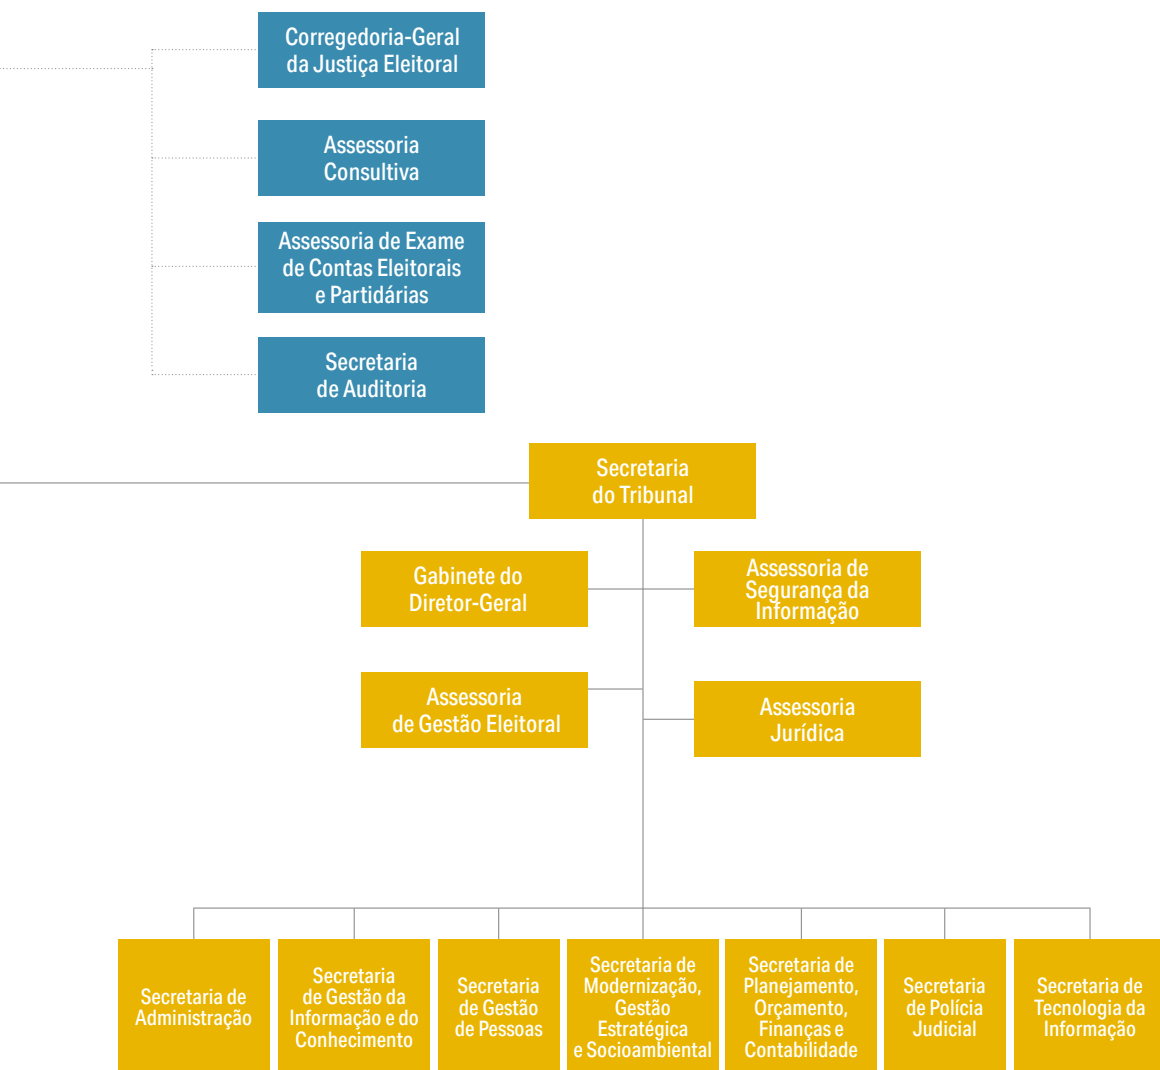 Corregedoria-Geral
da Justiça Eleitoral
Assessoria
Consultiva
Assessoria de Exame
de Contas Eleitorais
e Partidárias
Secretaria
de Auditoria
Secretaria
do Tribunal
Gabinete do
Diretor-Geral
Assessoria de
Segurança da
Informação
Assessoria
de Gestão Eleitoral
Assessoria
Jurídica
Secretaria de
Administração
Secretaria
de Gestão da
Informação e do
Conhecimento
Secretaria
de Gestão
de Pessoas
Secretaria de
Modernização,
Gestão
Estratégica
e Socioambiental
Secretaria de
Planejamento,
Orçamento,
Finanças e
Contabilidade
Secretaria
de Polícia
Judicial
Secretaria de
Tecnologia da
Informação